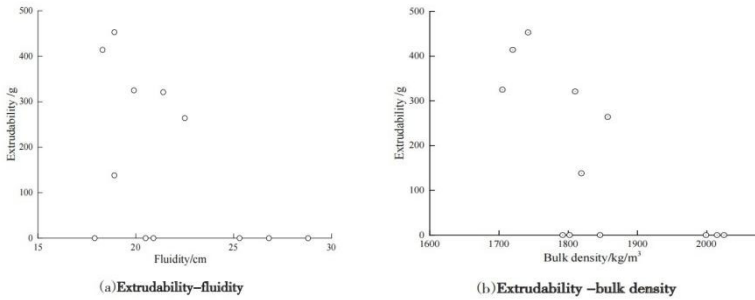 500
400
300
200
100
0
Extrudability /g
15 20 25 30
Fluidity/cm
(a)Extrudability-fluidity
500
400
300
200
100
0
Extrudability/g
1600 1700 1800 1900 2000
Bulk density/kg/m³
(b)Extrudability -bulk density